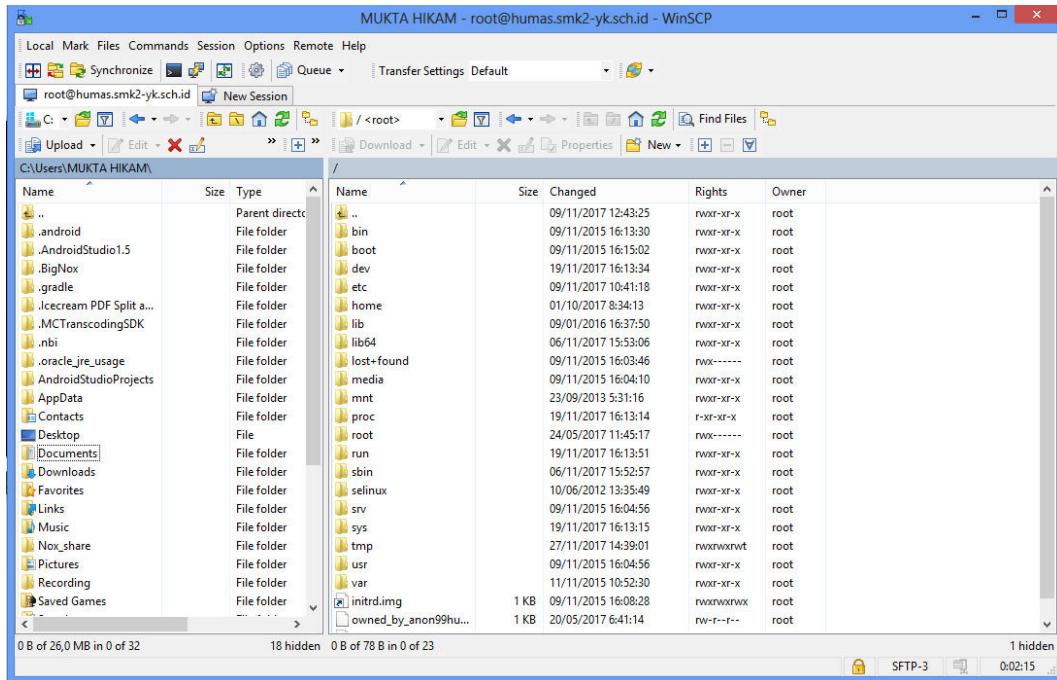 MUKTA HIKAM - root@humas.smk2-yk.sch.id - WinSCP
Local Mark Files Commands Session Options Remote Help
Synchronize Queue Transfer Settings Default
root@humas.smk2-yk.sch.id New Session
C: / <root> Find Files
Upload Edit » » Download Edit Properties New
C:\Users\MUKTA HIKAM\ /
Name Size Type Name Size Changed Rights Owner
.. Parent directo .. 09/11/2017 12:43:25 rwxr-xr-x root
.android File folder bin 09/11/2015 16:13:30 rwxr-xr-x root
.AndroidStudio1.5 File folder boot 09/11/2015 16:15:02 rwxr-xr-x root
.BigNox File folder dev 19/11/2017 16:13:34 rwxr-xr-x root
.gradle File folder etc 09/11/2017 10:41:18 rwxr-xr-x root
.Icecream PDF Split a... File folder home 01/10/2017 8:34:13 rwxr-xr-x root
.MCTranscodingSDK File folder lib 09/01/2016 16:37:50 rwxr-xr-x root
.nbi File folder lib64 06/11/2017 15:53:06 rwxr-xr-x root
.oracle_jre_usage File folder lost+found 09/11/2015 16:03:46 rwx------ root
AndroidStudioProjects File folder media 09/11/2015 16:04:10 rwxr-xr-x root
AppData File folder mnt 23/09/2013 5:31:16 rwxr-xr-x root
Contacts File folder proc 19/11/2017 16:13:14 r-xr-xr-x root
Desktop File root 24/05/2017 11:45:17 rwx------ root
Documents File folder run 19/11/2017 16:13:51 rwxr-xr-x root
Downloads File folder sbin 06/11/2017 15:52:57 rwxr-xr-x root
Favorites File folder selinux 10/06/2012 13:35:49 rwxr-xr-x root
Links File folder srv 09/11/2015 16:04:56 rwxr-xr-x root
Music File folder sys 19/11/2017 16:13:15 rwxr-xr-x root
Nox_share File folder tmp 27/11/2017 14:39:01 rwxrwxrwt root
Pictures File folder usr 09/11/2015 16:04:56 rwxr-xr-x root
Recording File folder var 11/11/2015 10:52:30 rwxr-xr-x root
Saved Games File folder initrd.img 1 KB 09/11/2015 16:08:28 rwxrwxrwx root
owned_by_anon99hu... 1 KB 20/05/2017 6:41:14 rw-r--r-- root
0 B of 26,0 MB in 0 of 32 18 hidden 0 B of 78 B in 0 of 23 1 hidden
SFTP-3 0:02:15